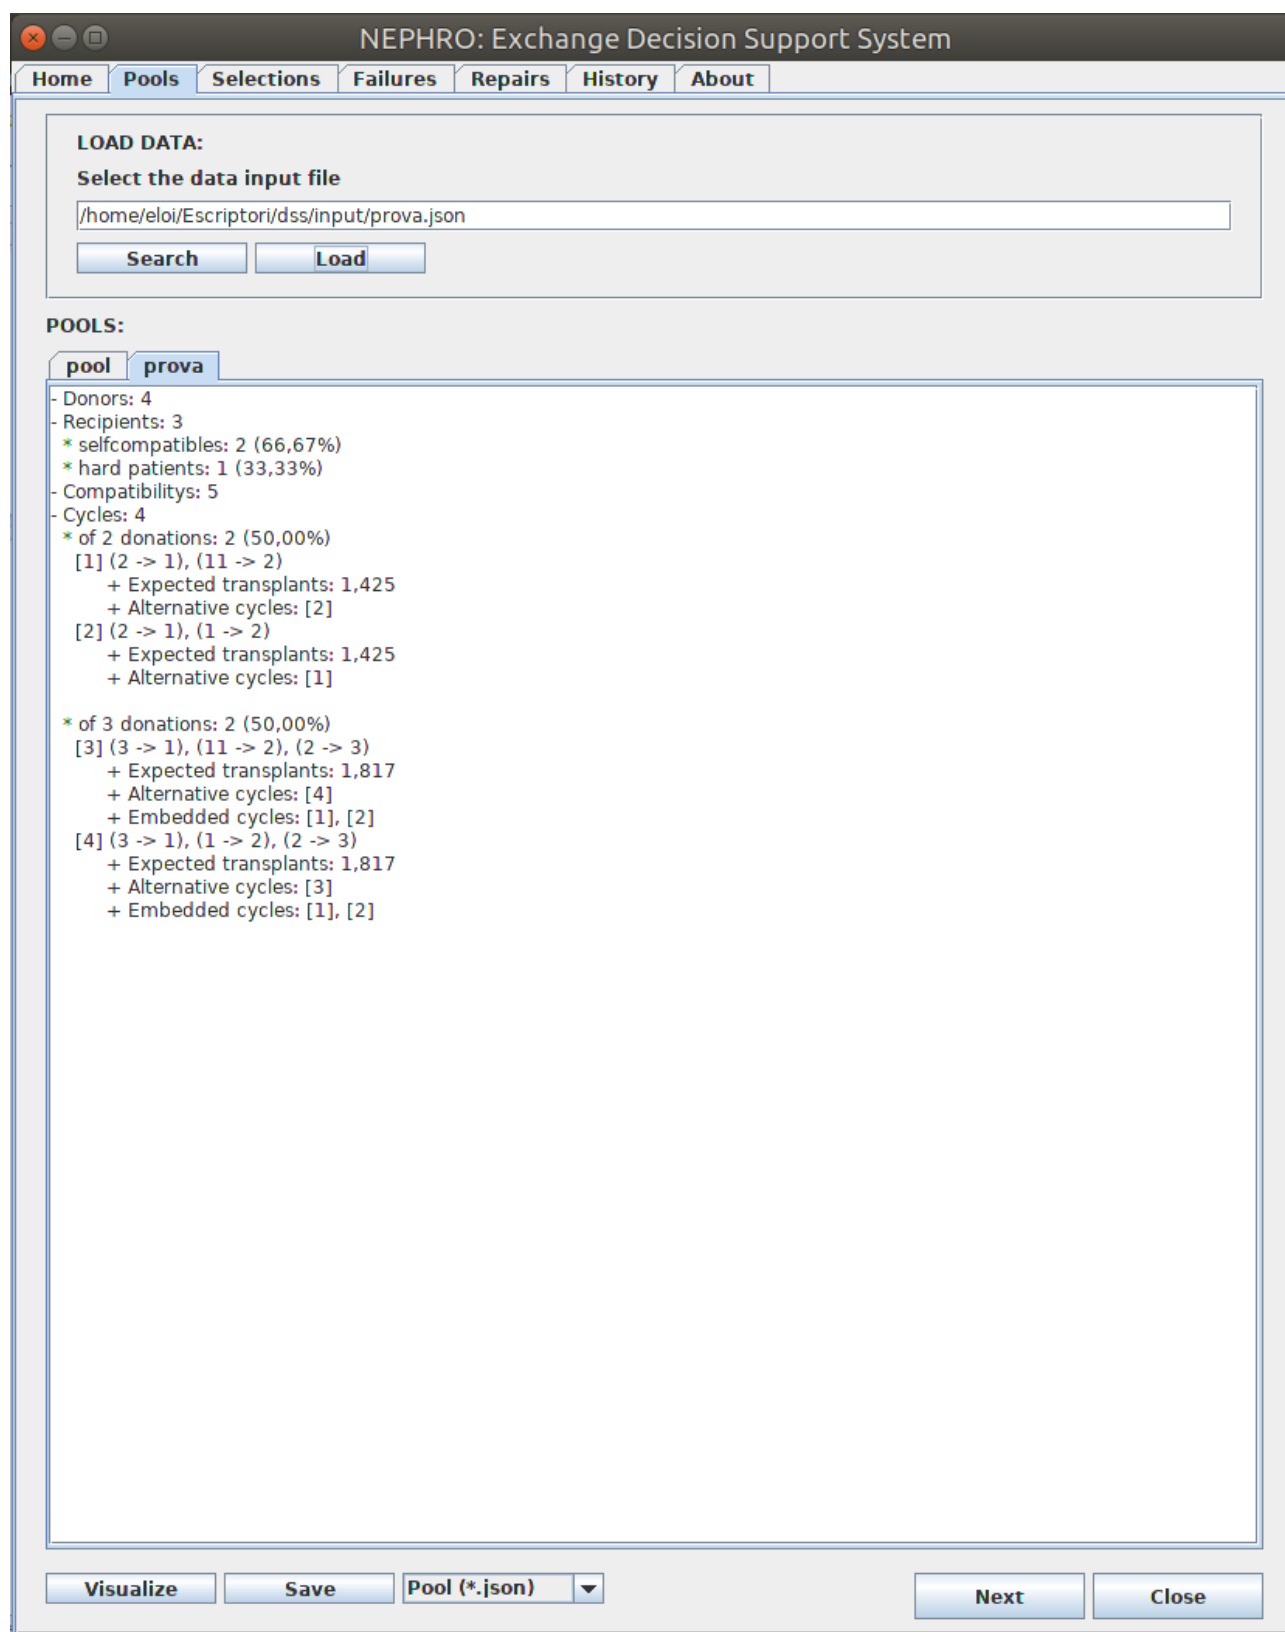 NEPHRO: Exchange Decision Support System
Home Pools Selections Failures Repairs History About
LOAD DATA:
Select the data input file
/home/eloi/Escriptori/dss/input/prova.json
Search Load
POOLS:
pool prova
- Donors: 4
- Recipients: 3
* selfcompatibles: 2 (66,67%)
* hard patients: 1 (33,33%)
- Compatibilitys: 5
- Cycles: 4
* of 2 donations: 2 (50,00%)
[1] (2 -> 1), (11 -> 2)
+ Expected transplants: 1,425
+ Alternative cycles: [2]
[2] (2 -> 1), (1 -> 2)
+ Expected transplants: 1,425
+ Alternative cycles: [1]
* of 3 donations: 2 (50,00%)
[3] (3 -> 1), (11 -> 2), (2 -> 3)
+ Expected transplants: 1,817
+ Alternative cycles: [4]
+ Embedded cycles: [1], [2]
[4] (3 -> 1), (1 -> 2), (2 -> 3)
+ Expected transplants: 1,817
+ Alternative cycles: [3]
+ Embedded cycles: [1], [2]
Visualize Save Pool (*.json) Next Close